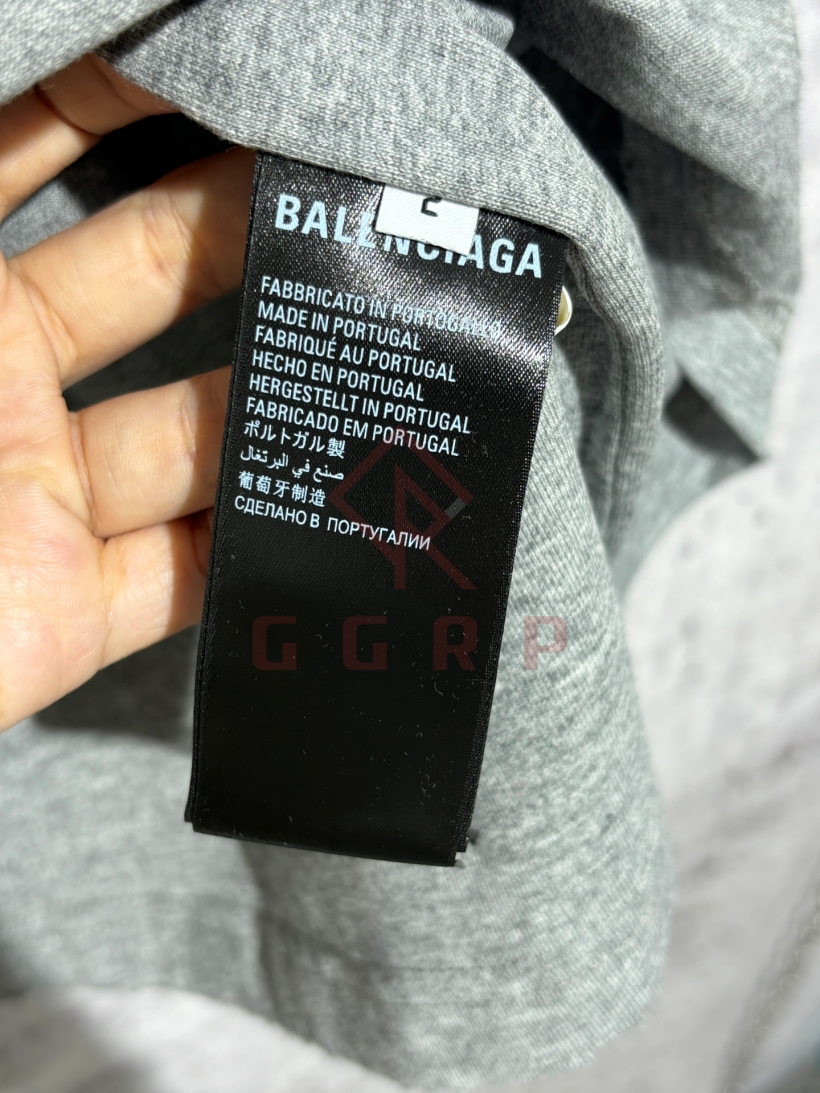 2
BALENCIAGA
FABBRICATO IN PORTOGALLO
MADE IN PORTUGAL
FABRIQUÉ AU PORTUGAL
HECHO EN PORTUGAL
HERGESTELLT IN PORTUGAL
FABRICADO EM PORTUGAL
ポルトガル製
صنع في البرتغال
葡萄牙制造
СДЕЛАНО В ПОРТУГАЛИИ
GGRP